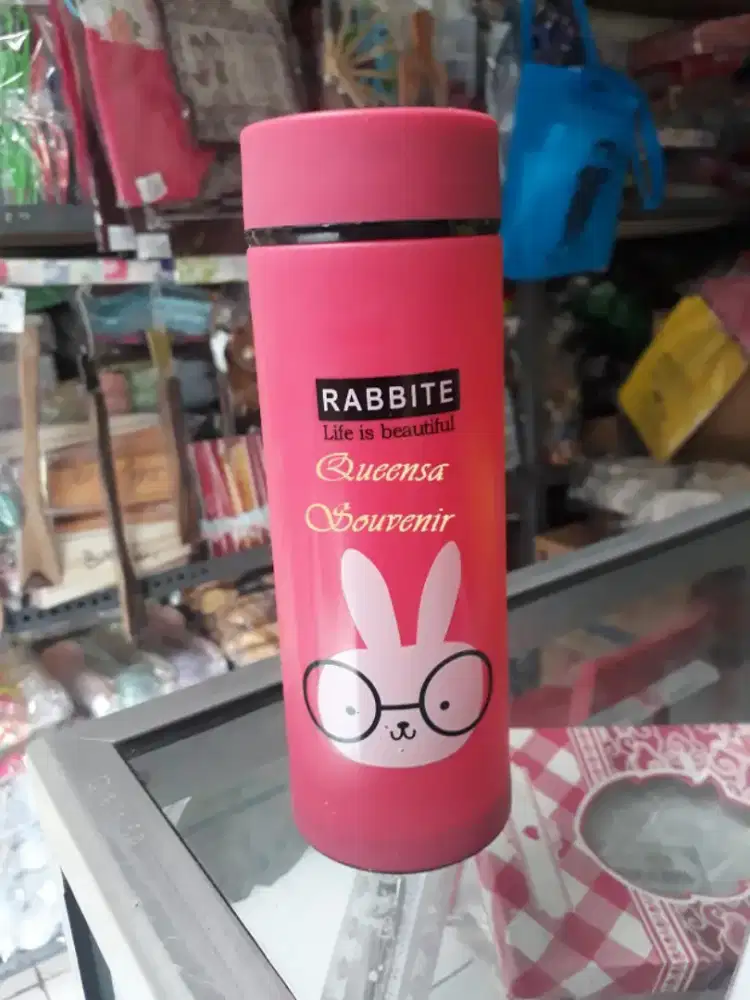 RABBITE
Life is beautiful
Queensa
Souvenir